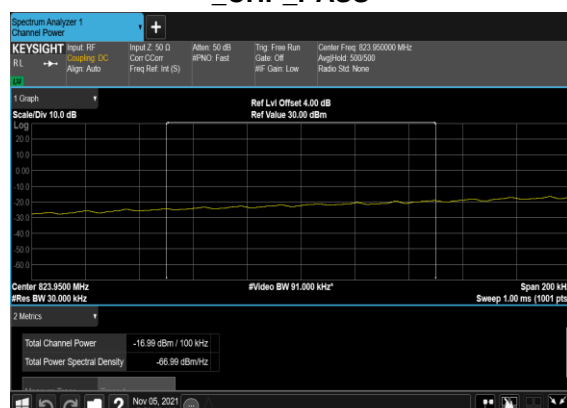 Spectrum Analyzer 1
Channel Power
+
KEYSIGHT
RL
Input: RF
Coupling: DC
Align: Auto
Input Z: 50 Ω
Corr CCorr
Freq Ref: Int (S)
Atten: 50 dB
#PNO: Fast
Trig: Free Run
Gate: Off
#IF Gain: Low
Center Freq: 823.950000 MHz
Avg|Hold: 500/500
Radio Std: None
1 Graph
Scale/Div 10.0 dB
Ref Lvl Offset 4.00 dB
Ref Value 30.00 dBm
Log
20.0
10.0
0.00
-10.0
-20.0
-30.0
-40.0
-50.0
-60.0
Center 823.9500 MHz
#Res BW 30.000 kHz
#Video BW 91.000 kHz*
Span 200 kH
Sweep 1.00 ms (1001 pts
2 Metrics
Total Channel Power -16.99 dBm / 100 kHz
Total Power Spectral Density -66.99 dBm/Hz
?
Nov 05, 2021